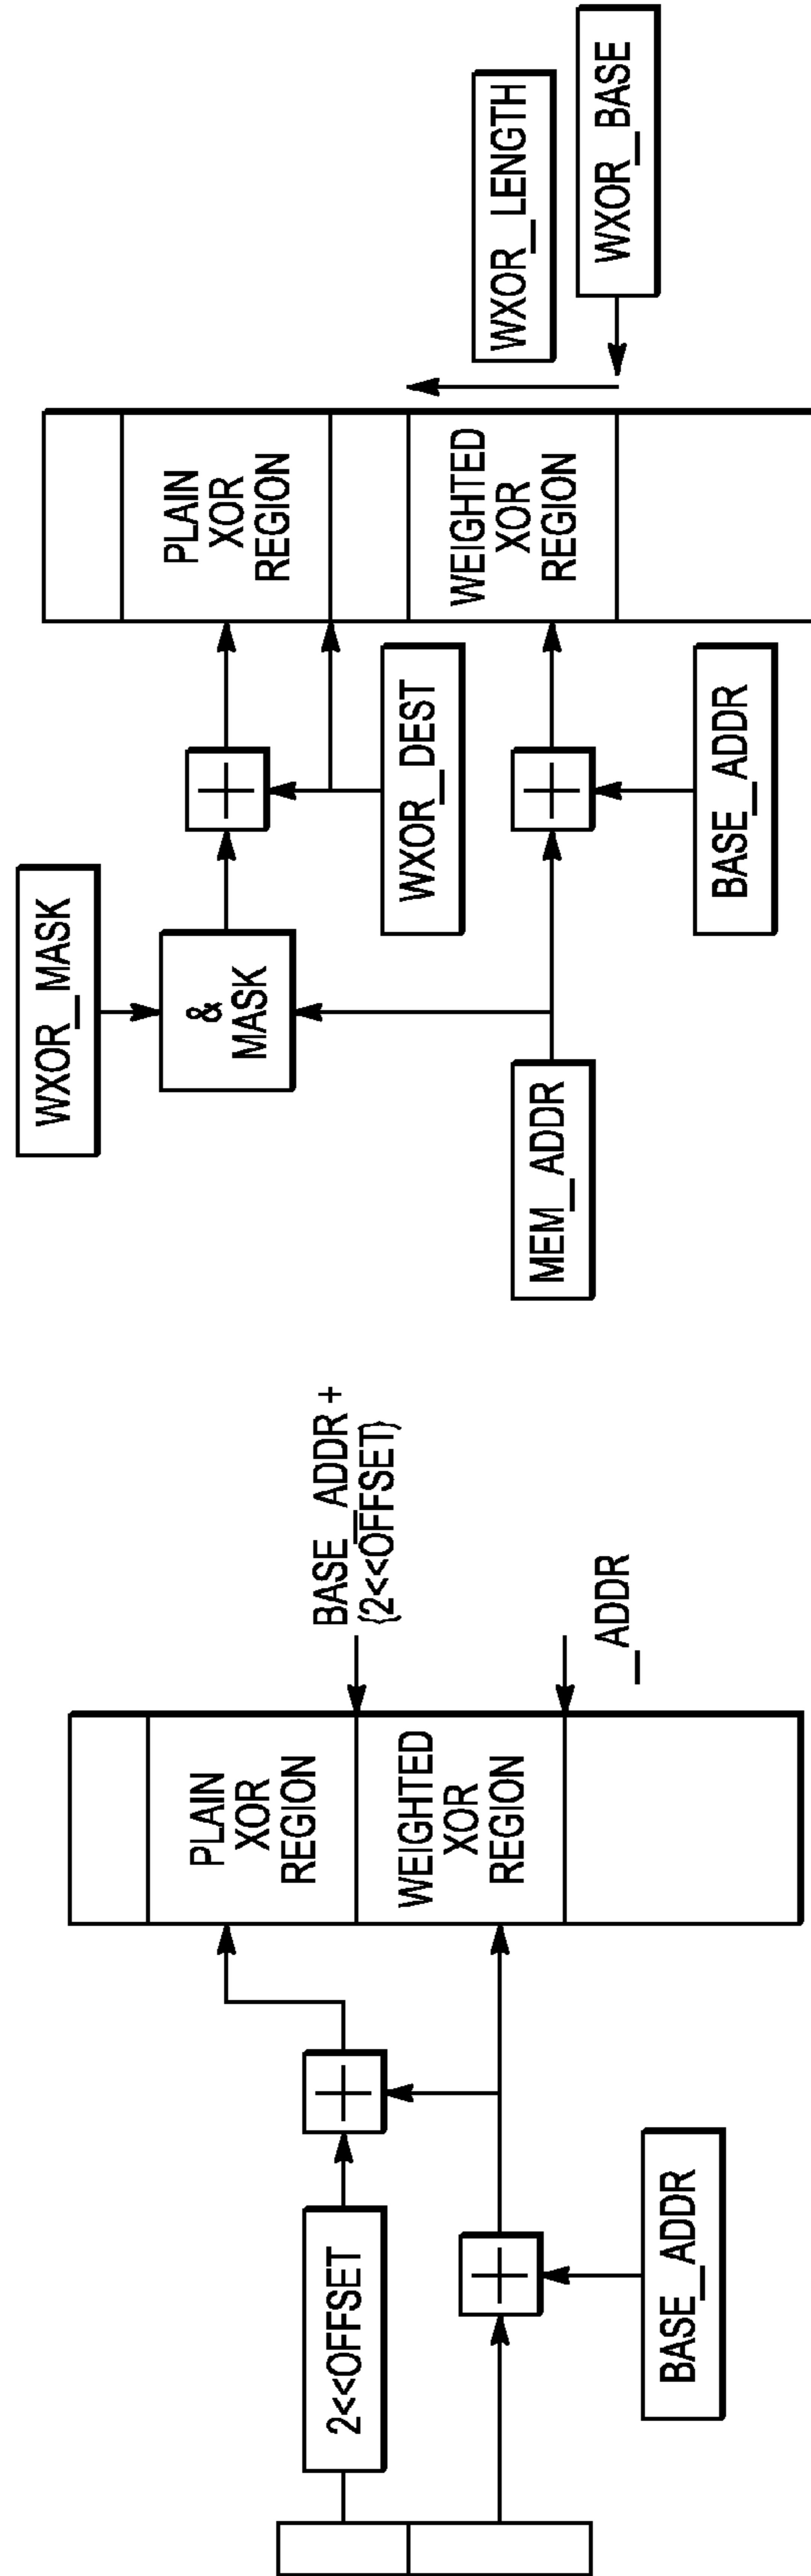 2<<OFFSET
BASE_ADDR
PLAIN
XOR
REGION
WEIGHTED
XOR
REGION
BASE_ADDR +
(2<<OFFSET)
_ADDR
WXOR_MASK
&
MASK
MEM_ADDR
WXOR_DEST
BASE_ADDR
PLAIN
XOR
REGION
WEIGHTED
XOR
REGION
WXOR_LENGTH
WXOR_BASE